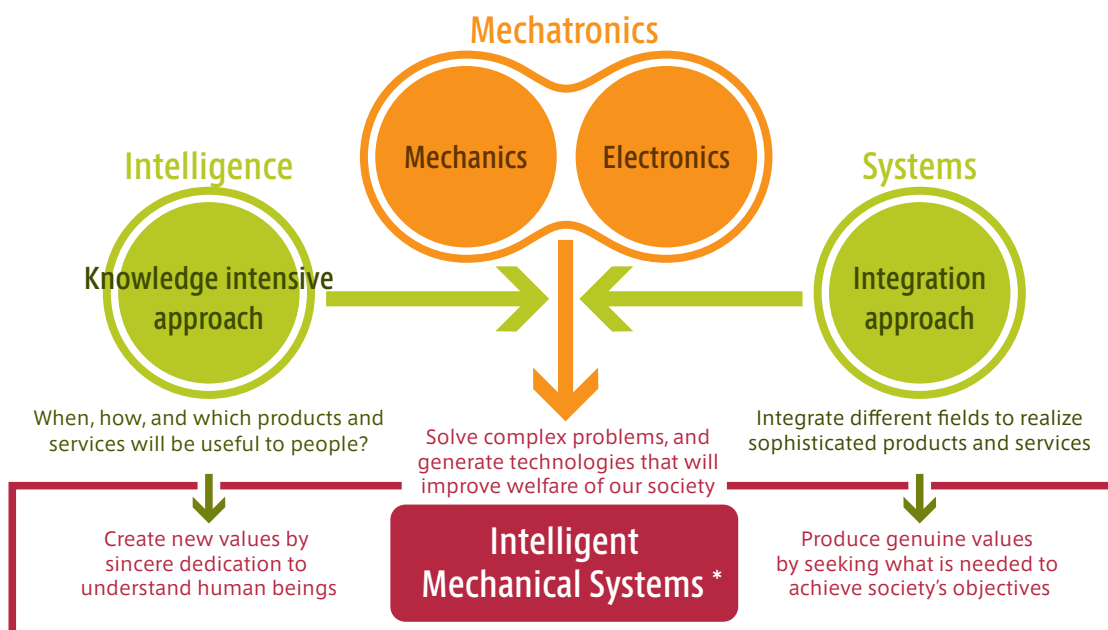 Mechatronics
Mechanics
Electronics
Intelligence
Knowledge intensive
approach
When, how, and which products and
services will be useful to people?
Create new values by
sincere dedication to
understand human beings
Systems
Integration
approach
Integrate different fields to realize
sophisticated products and services
Produce genuine values
by seeking what is needed to
achieve society's objectives
Solve complex problems, and
generate technologies that will
improve welfare of our society
Intelligent
Mechanical Systems *